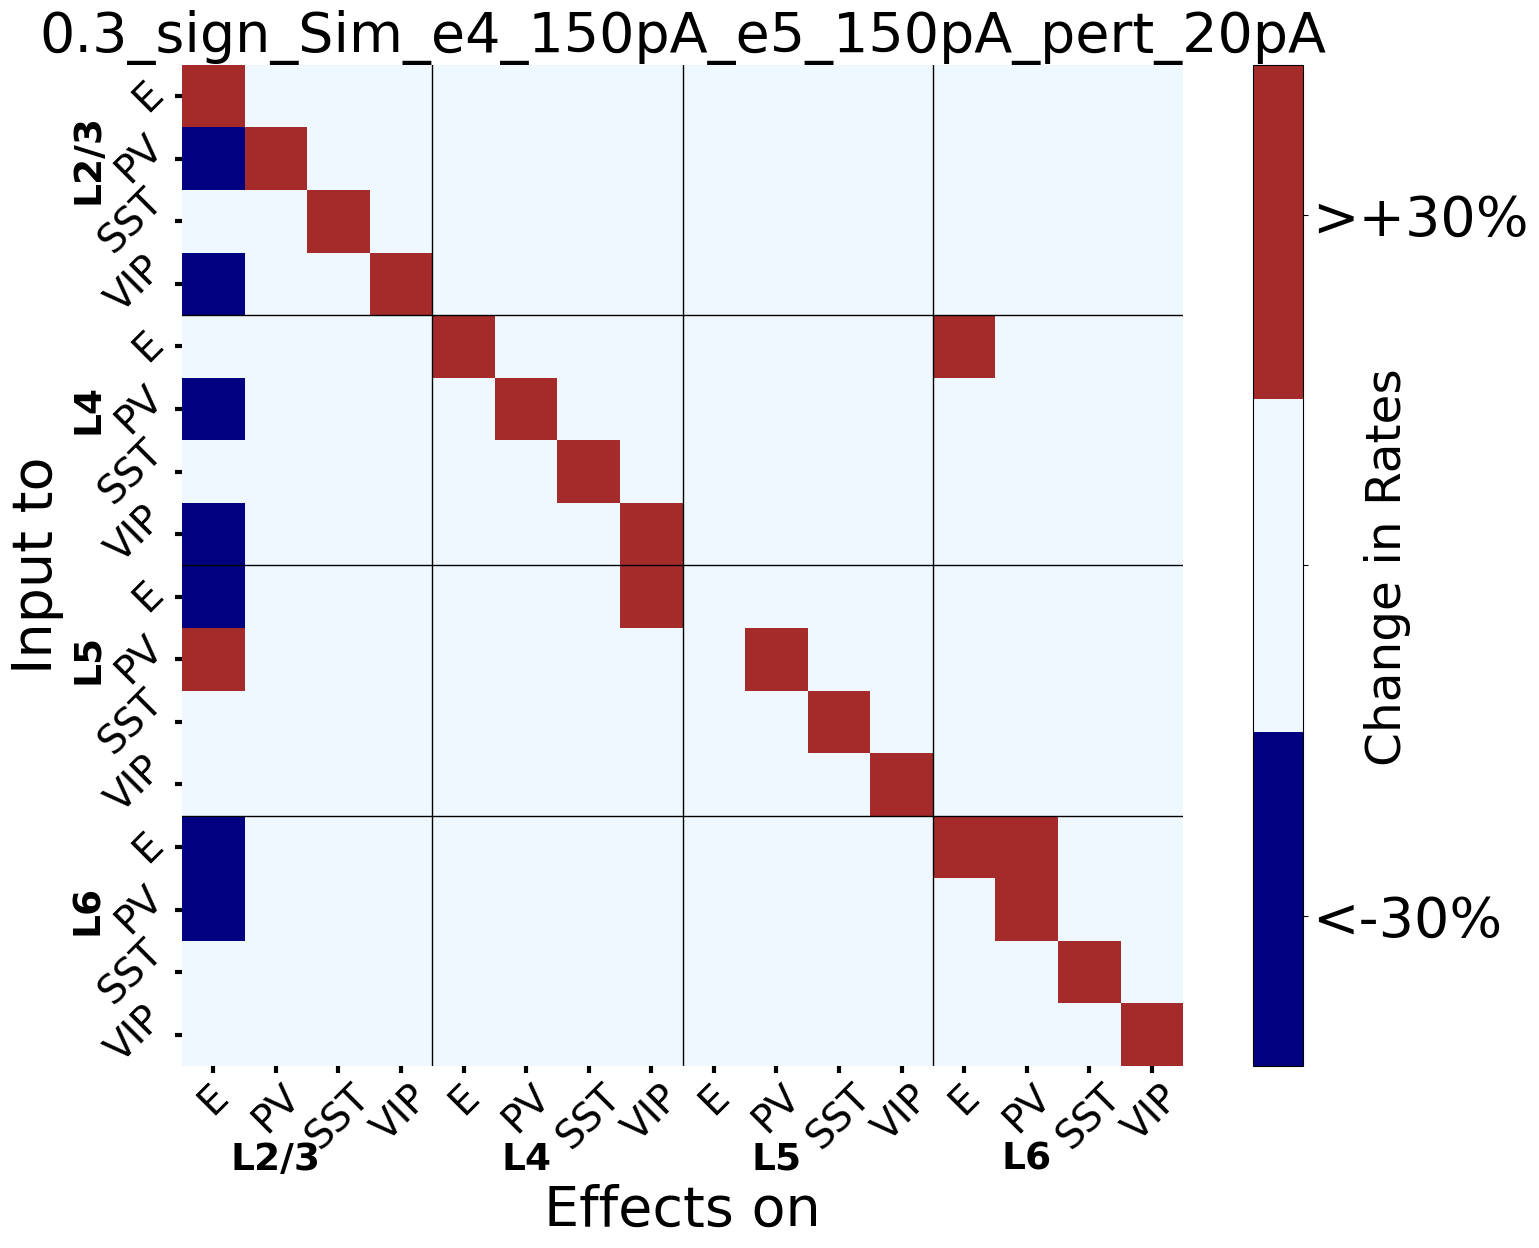 0.3_sign_Sim_e4_150pA_e5_150pA_pert_20pA
Input to
L2/3
E
PV
SST
VIP
L4
E
PV
SST
VIP
L5
E
PV
SST
VIP
L6
E
PV
SST
VIP
E
PV
SST
VIP
E
PV
SST
VIP
E
PV
SST
VIP
E
PV
SST
VIP
L2/3
L4
L5
L6
Effects on
>+30%
<-30%
Change in Rates